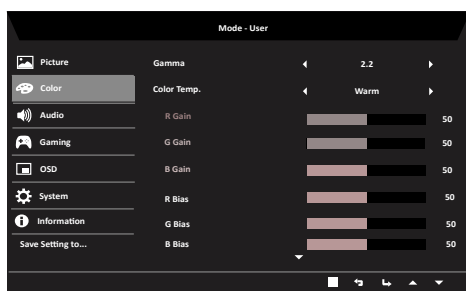 Mode - User
Picture
Gamma 2.2
Color
Color Temp. Warm
Audio
R Gain 50
Gaming
G Gain 50
OSD
B Gain 50
System
R Bias 50
Information
G Bias 50
Save Setting to...
B Bias 50